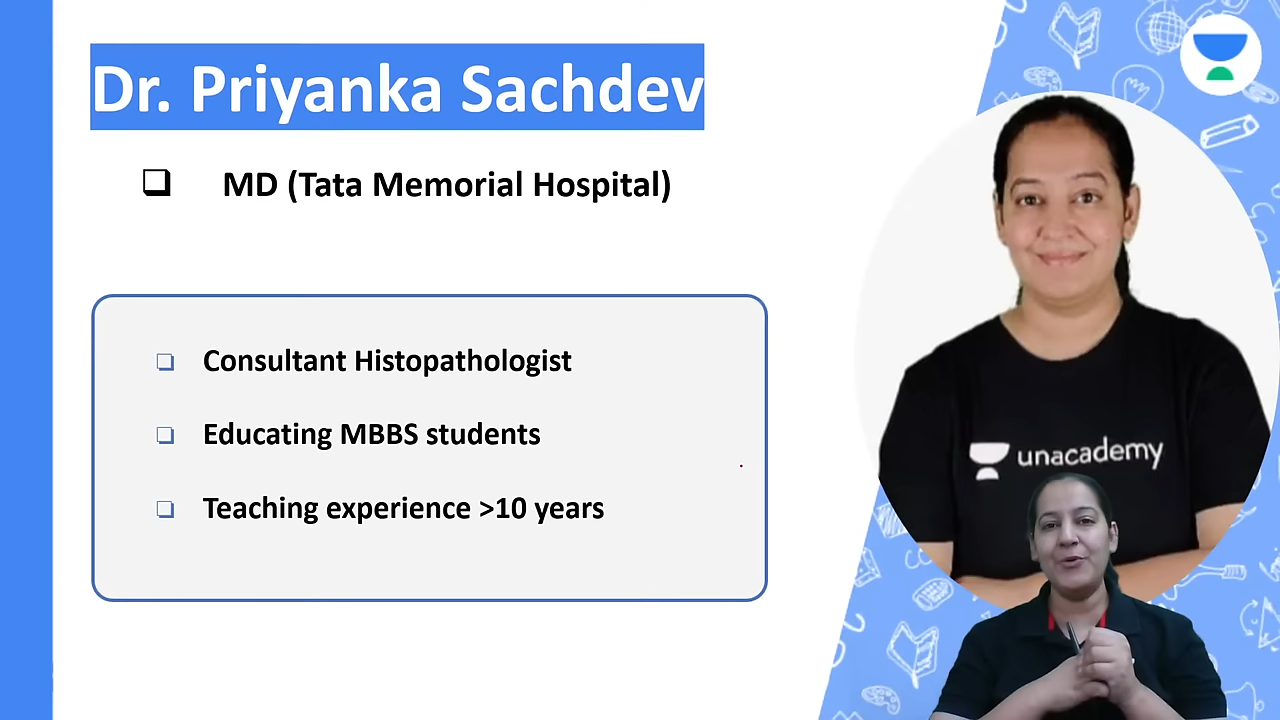 Dr. Priyanka Sachdev
MD (Tata Memorial Hospital)
Consultant Histopathologist
Educating MBBS students
Teaching experience >10 years
unacademy